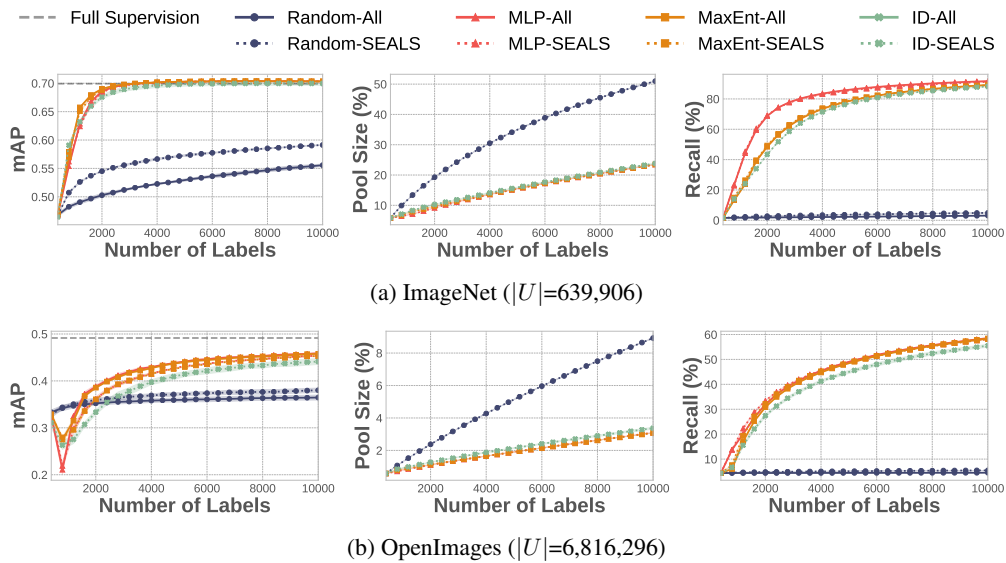 Full Supervision Random-All MLP-All MaxEnt-All ID-All
Random-SEALS MLP-SEALS MaxEnt-SEALS ID-SEALS
mAP
0.70
0.65
0.60
0.55
0.50
2000 4000 6000 8000 10000
Number of Labels
Pool Size (%)
50
40
30
20
10
2000 4000 6000 8000 10000
Number of Labels
Recall (%)
80
60
40
20
0
2000 4000 6000 8000 10000
Number of Labels
(a) ImageNet (|U|=639,906)
mAP
0.5
0.4
0.3
0.2
2000 4000 6000 8000 10000
Number of Labels
Pool Size (%)
8
6
4
2
2000 4000 6000 8000 10000
Number of Labels
Recall (%)
60
50
40
30
20
10
2000 4000 6000 8000 10000
Number of Labels
(b) OpenImages (|U|=6,816,296)